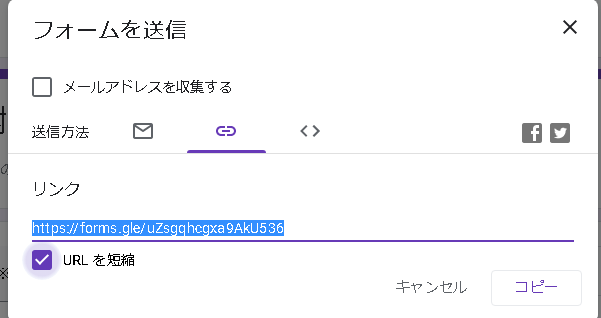 フォームを送信
メールアドレスを収集する
送信方法
リンク
https://forms.gle/uZsgqhcgxa9AkU536
URL を短縮
キャンセル
コピー